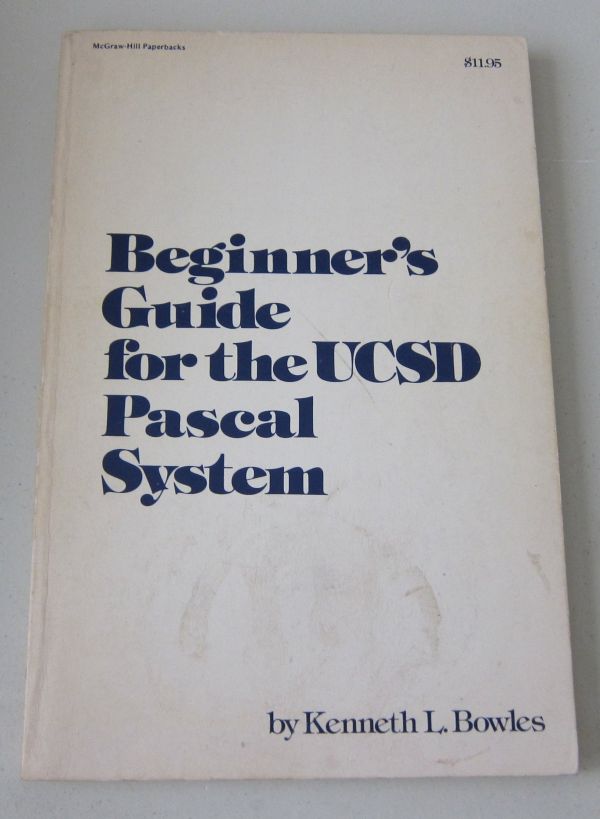 McGraw-Hill Paperbacks
$11.95
Beginner's
Guide
for the UCSD
Pascal
System
by Kenneth L. Bowles